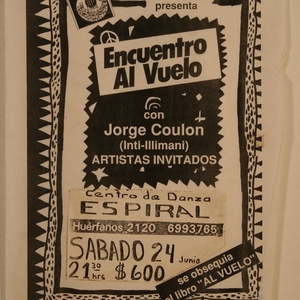 presenta
Encuentro
Al Vuelo
con
Jorge Coulon
(Inti-Illimani)
ARTISTAS INVITADOS
Centro de Danza
ESPIRAL
Huérfanos 2120 6993765
SABADO 24 Junio
21 30 hrs $600
se obsequia
el libro "AL VUELO"